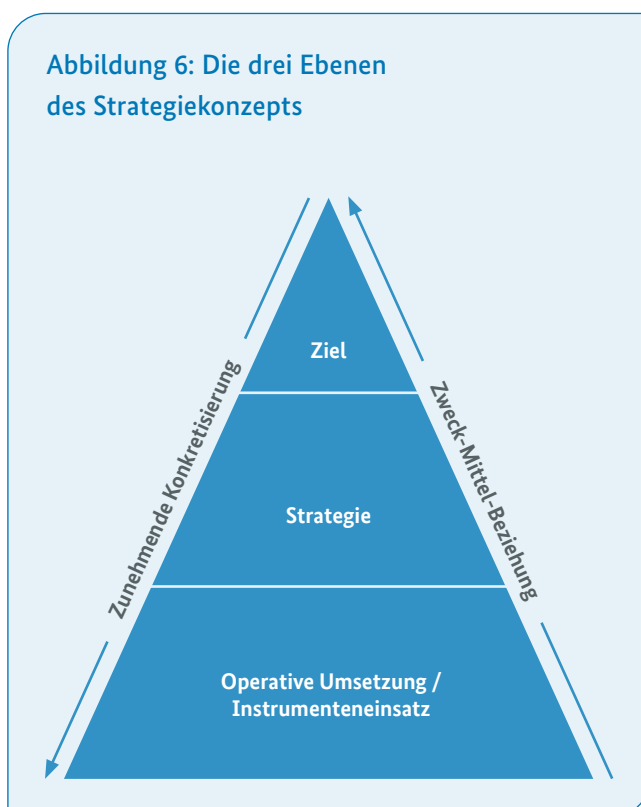 Abbildung 6: Die drei Ebenen
des Strategiekonzepts
Ziel
Zunehmende Konkretisierung
Zweck-Mittel-Beziehung
Strategie
Operative Umsetzung /
Instrumenteneinsatz